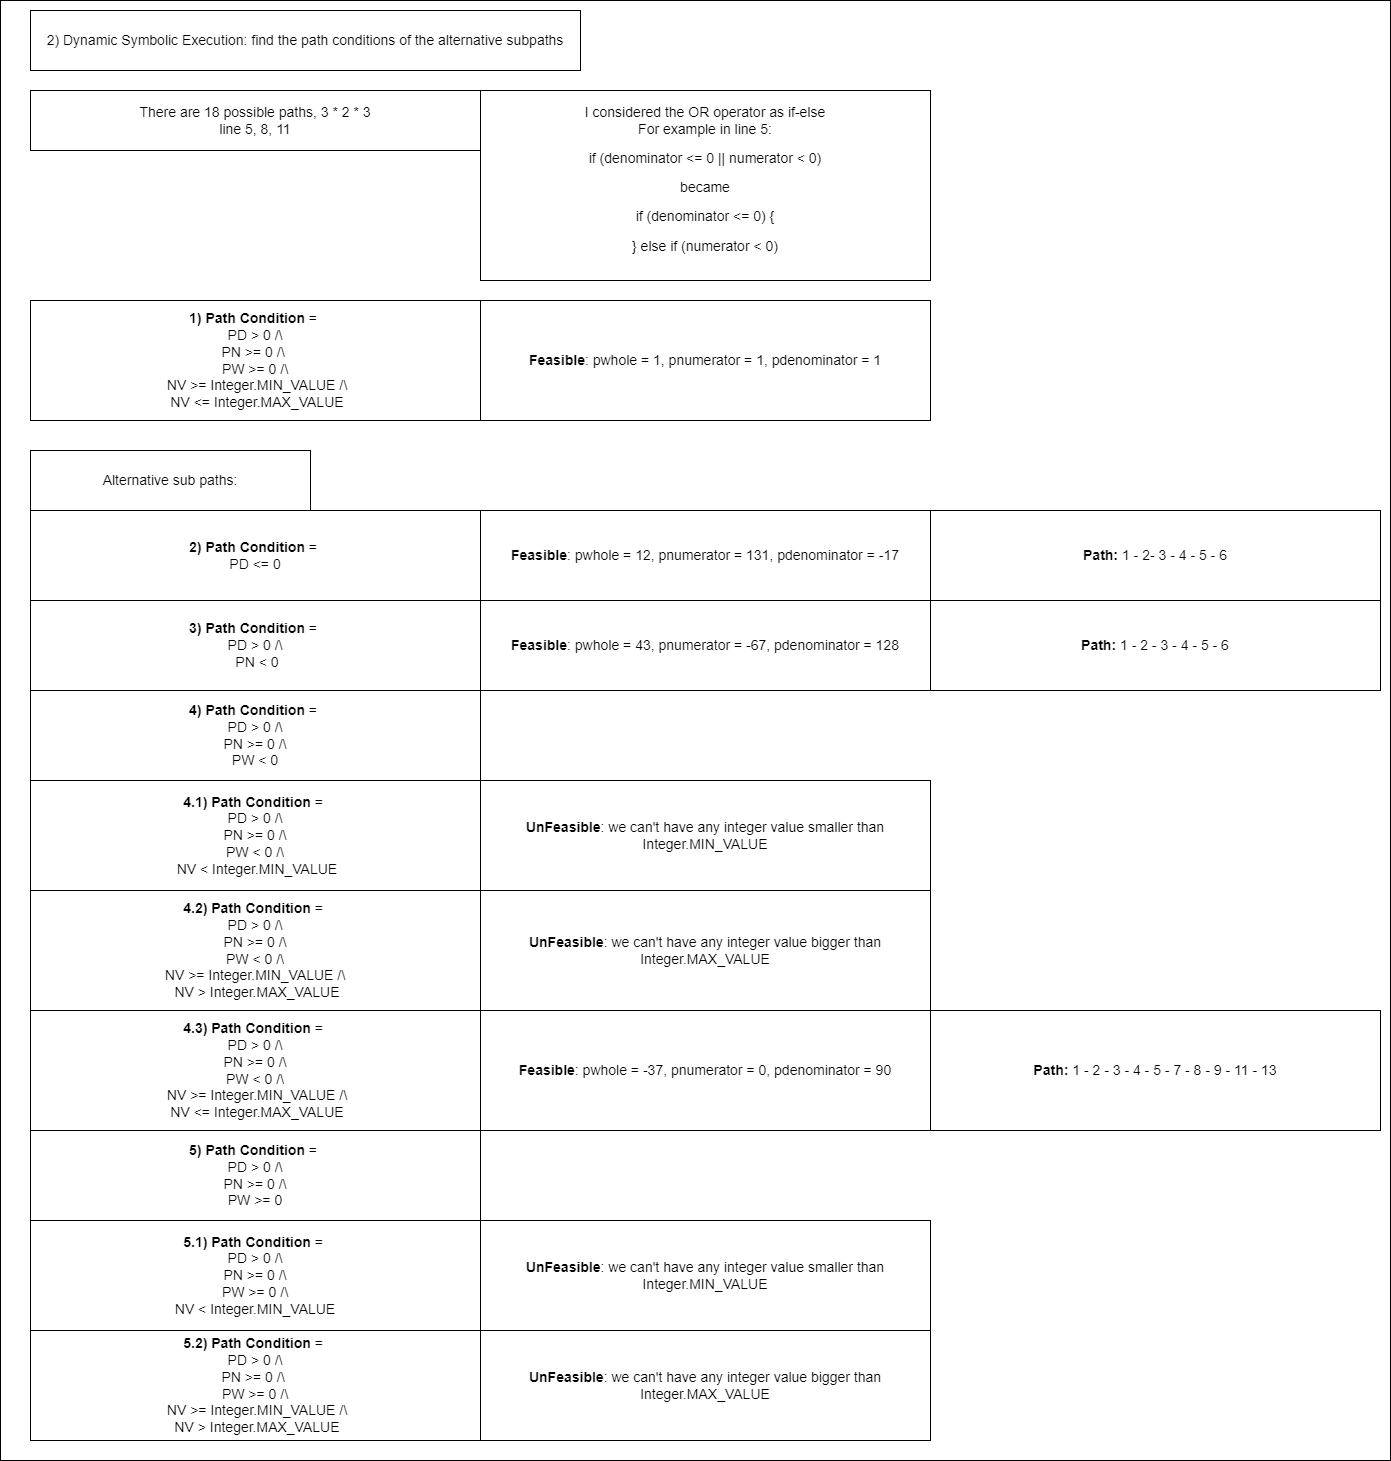 2) Dynamic Symbolic Execution: find the path conditions of the alternative subpaths
There are 18 possible paths, 3 * 2 * 3
line 5, 8, 11
I considered the OR operator as if-else
For example in line 5:
if (denominator <= 0 || numerator < 0)
became
if (denominator <= 0) {
} else if (numerator < 0)
1) Path Condition =
PD > 0 /\
PN >= 0 /\
PW >= 0 /\
NV >= Integer.MIN_VALUE /\
NV <= Integer.MAX_VALUE
Feasible: pwhole = 1, pnumerator = 1, pdenominator = 1
Alternative sub paths:
2) Path Condition =
PD <= 0
Feasible: pwhole = 12, pnumerator = 131, pdenominator = -17
Path: 1 - 2- 3 - 4 - 5 - 6
3) Path Condition =
PD > 0 /\
PN < 0
Feasible: pwhole = 43, pnumerator = -67, pdenominator = 128
Path: 1 - 2 - 3 - 4 - 5 - 6
4) Path Condition =
PD > 0 /\
PN >= 0 /\
PW < 0
4.1) Path Condition =
PD > 0 /\
PN >= 0 /\
PW < 0 /\
NV < Integer.MIN_VALUE
UnFeasible: we can't have any integer value smaller than
Integer.MIN_VALUE
4.2) Path Condition =
PD > 0 /\
PN >= 0 /\
PW < 0 /\
NV >= Integer.MIN_VALUE /\
NV > Integer.MAX_VALUE
UnFeasible: we can't have any integer value bigger than
Integer.MAX_VALUE
4.3) Path Condition =
PD > 0 /\
PN >= 0 /\
PW < 0 /\
NV >= Integer.MIN_VALUE /\
NV <= Integer.MAX_VALUE
Feasible: pwhole = -37, pnumerator = 0, pdenominator = 90
Path: 1 - 2 - 3 - 4 - 5 - 7 - 8 - 9 - 11 - 13
5) Path Condition =
PD > 0 /\
PN >= 0 /\
PW >= 0
5.1) Path Condition =
PD > 0 /\
PN >= 0 /\
PW >= 0 /\
NV < Integer.MIN_VALUE
UnFeasible: we can't have any integer value smaller than
Integer.MIN_VALUE
5.2) Path Condition =
PD > 0 /\
PN >= 0 /\
PW >= 0 /\
NV >= Integer.MIN_VALUE /\
NV > Integer.MAX_VALUE
UnFeasible: we can't have any integer value bigger than
Integer.MAX_VALUE